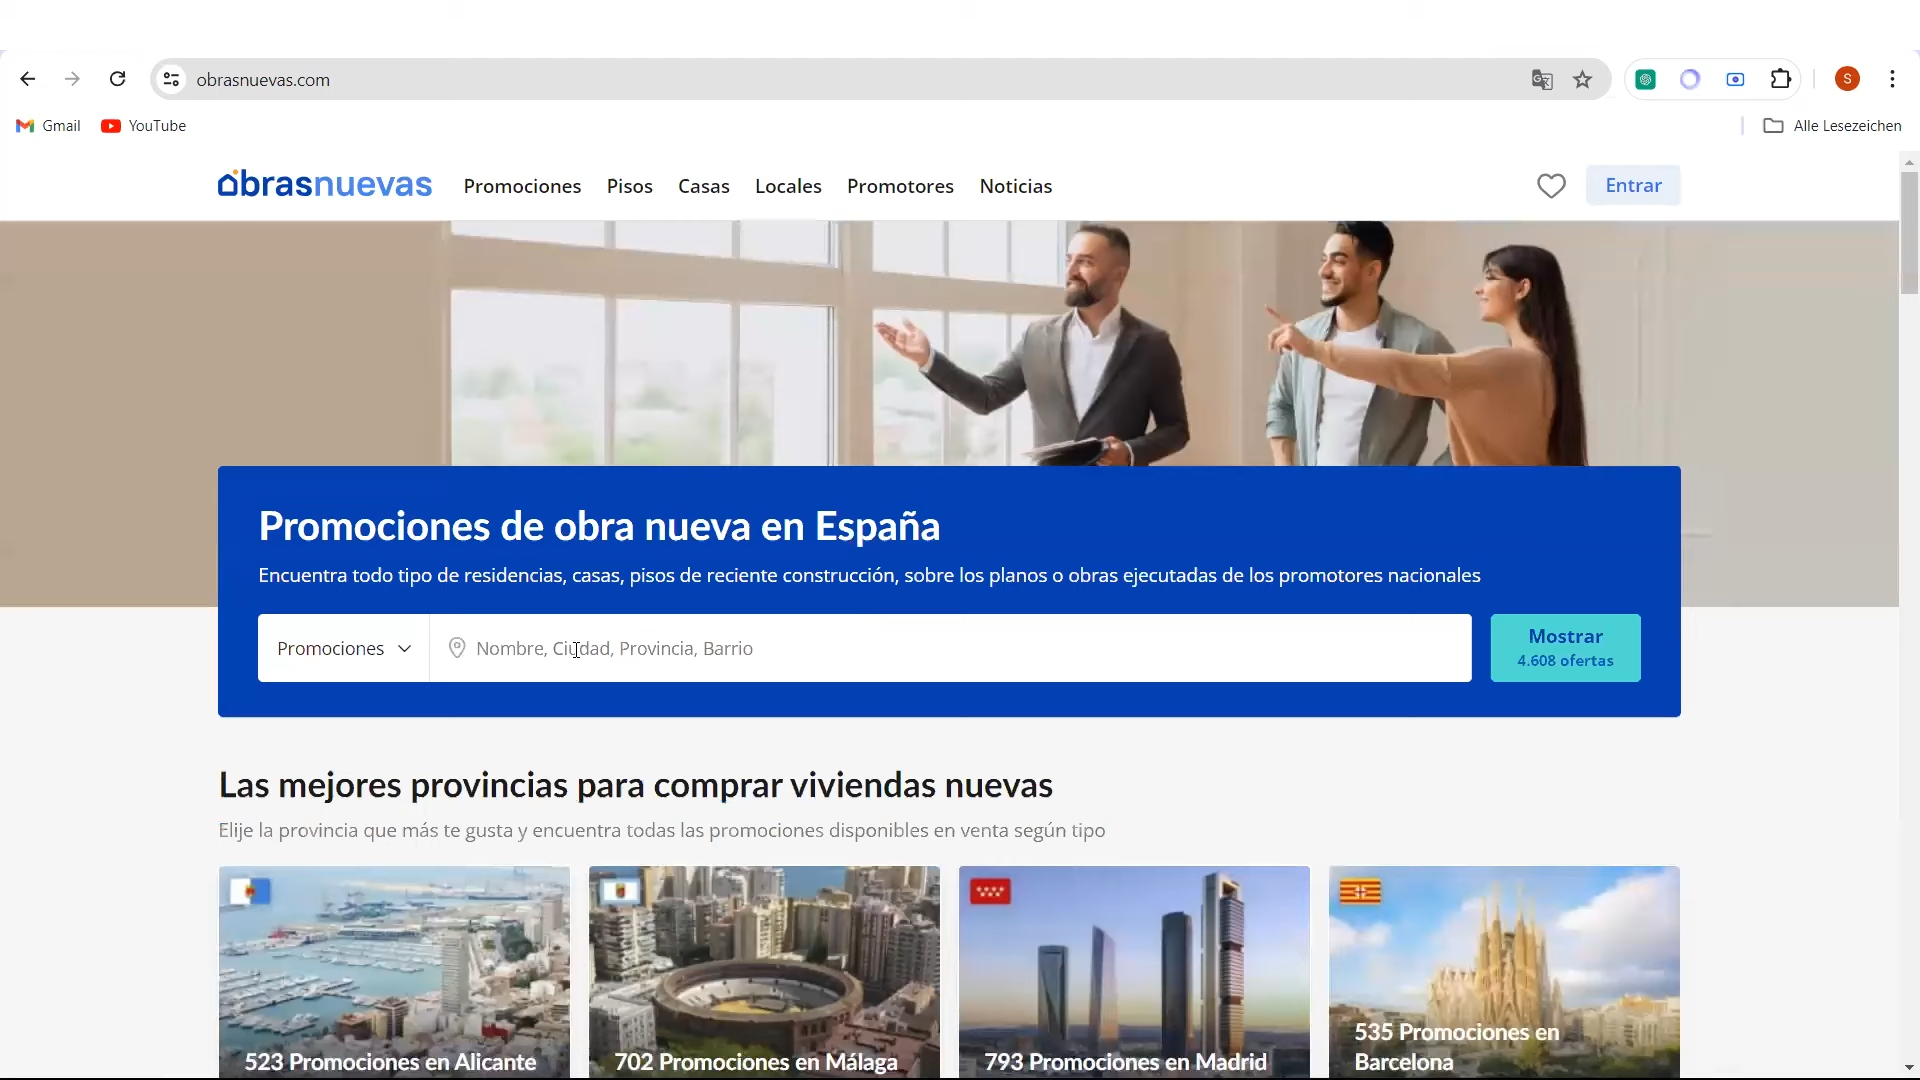 obrasnuevas.com
S
Gmail
YouTube
Alle Lesezeichen
obrasnuevas
Promociones
Pisos
Casas
Locales
Promotores
Noticias
Entrar
Promociones de obra nueva en España
Encuentra todo tipo de residencias, casas, pisos de reciente construcción, sobre los planos o obras ejecutadas de los promotores nacionales
Promociones
Nombre, Ciudad, Provincia, Barrio
Mostrar
4.608 ofertas
Las mejores provincias para comprar viviendas nuevas
Elije la provincia que más te gusta y encuentra todas las promociones disponibles en venta según tipo
523 Promociones en Alicante
702 Promociones en Málaga
793 Promociones en Madrid
535 Promociones en
Barcelona